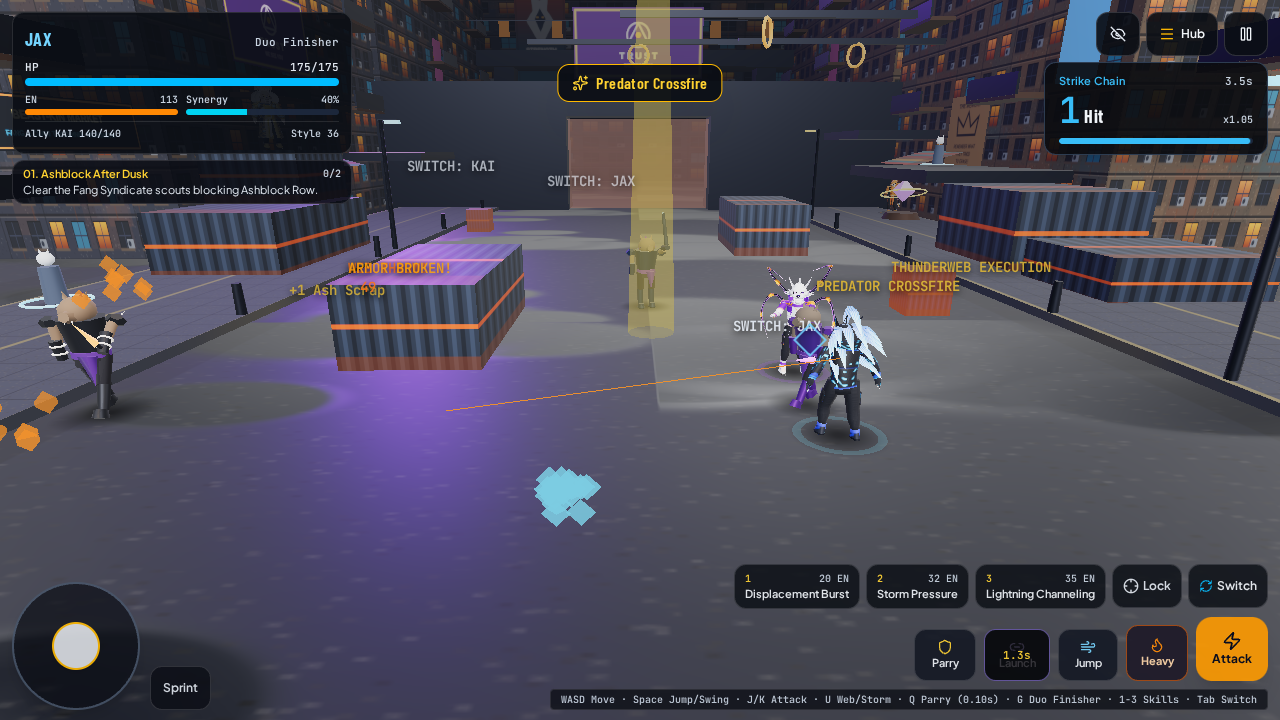 JAX
Duo Finisher
HP 175/175
EN 113 Synergy 40%
Ally KAI 140/140 Style 36
01. Ashblock After Dusk 0/2
Clear the Fang Syndicate scouts blocking Ashblock Row.
TRUST
Predator Crossfire
Hub
Strike Chain 3.5s
1 Hit x1.05
SWITCH: KAI
SWITCH: JAX
ARMOR BROKEN!
+1 Ash Scrap
THUNDERWEB EXECUTION
PREDATOR CROSSFIRE
SWITCH: JAX
1 20 EN
Displacement Burst
2 32 EN
Storm Pressure
3 35 EN
Lightning Channeling
Lock
Switch
Parry
1.3s
Launch
Jump
Heavy
Attack
Sprint
WASD Move · Space Jump/Swing · J/K Attack · U Web/Storm · Q Parry (0.10s) · G Duo Finisher · 1-3 Skills · Tab Switch